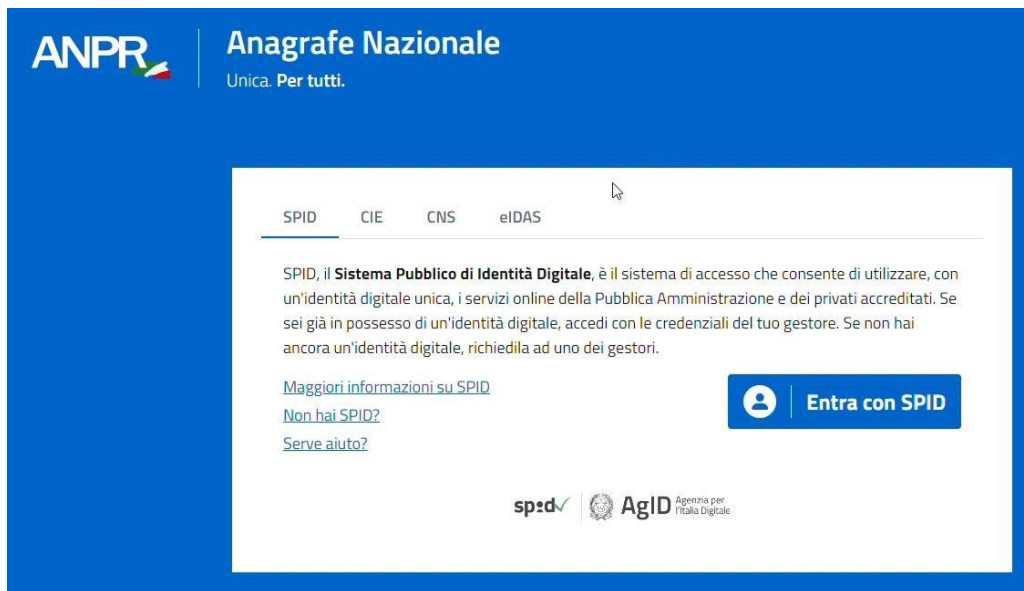 ANPR
Anagrafe Nazionale
Unica. Per tutti.
SPID CIE CNS eIDAS
SPID, il Sistema Pubblico di Identità Digitale, è il sistema di accesso che consente di utilizzare, con
un'identità digitale unica, i servizi online della Pubblica Amministrazione e dei privati accreditati. Se
sei già in possesso di un'identità digitale, accedi con le credenziali del tuo gestore. Se non hai
ancora un'identità digitale, richiedila ad uno dei gestori.
Maggiori informazioni su SPID
Non hai SPID?
Serve aiuto?
Entra con SPID
spid
AgID Agenzia per
l'Italia Digitale